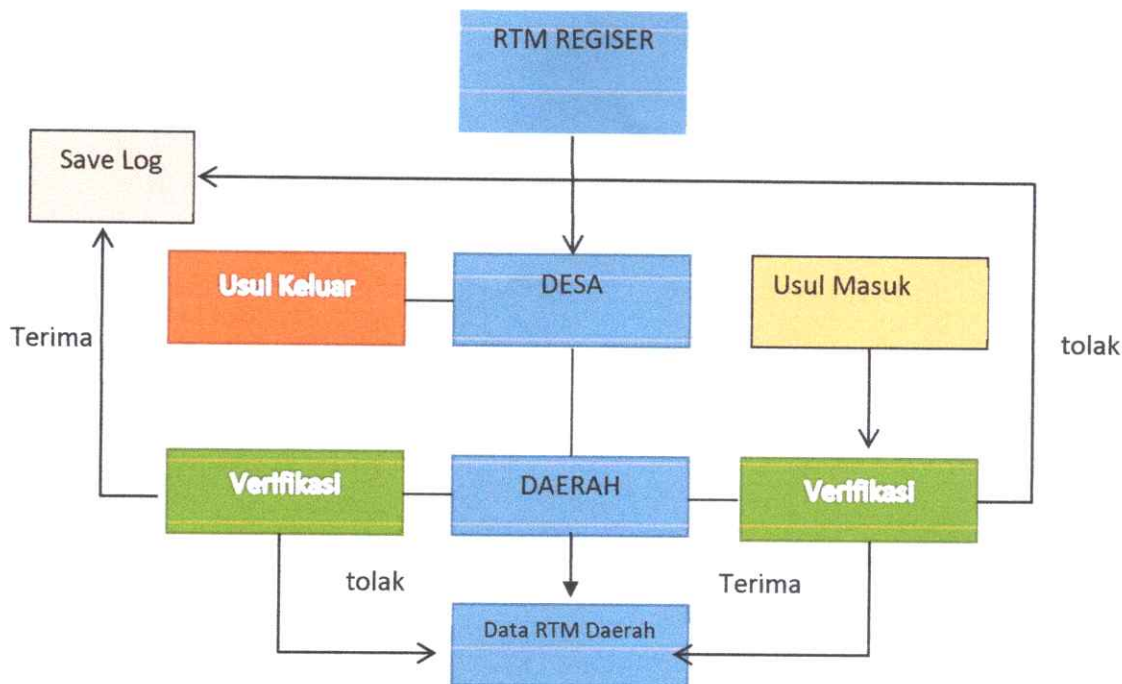 RTM REGISER
Save Log
Usul Keluar
DESA
Usul Masuk
Terima
tolak
Verifikasi
DAERAH
Verifikasi
tolak
Terima
Data RTM Daerah